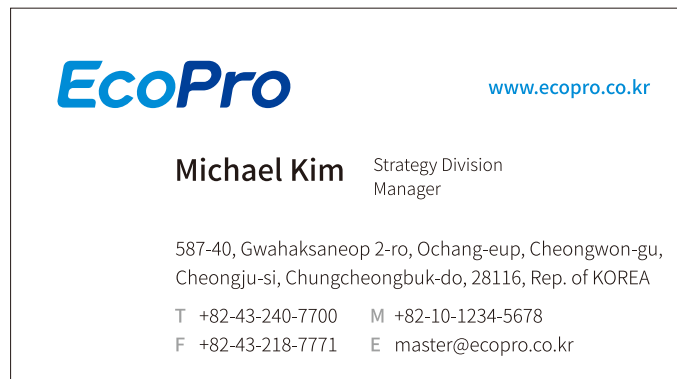 EcoPro
www.ecopro.co.kr
Michael Kim
Strategy Division
Manager
587-40, Gwahaksaneop 2-ro, Ochang-eup, Cheongwon-gu,
Cheongju-si, Chungcheongbuk-do, 28116, Rep. of KOREA
T +82-43-240-7700 M +82-10-1234-5678
F +82-43-218-7771 E master@ecopro.co.kr